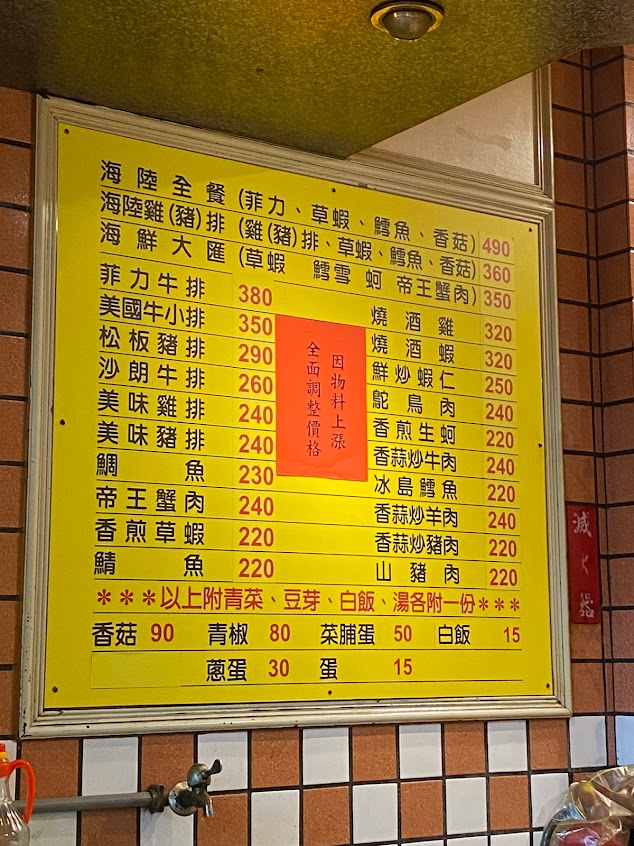 海陸全餐(菲力、草蝦、鱈魚、香菇) 490
海陸雞(豬)排(雞(豬)排、草蝦、鱈魚、香菇) 360
海鮮大匯(草蝦 鱈雪 蚵 帝王蟹肉) 350
菲力牛排 380
美國牛小排 350
松板豬排 290
沙朗牛排 260
美味雞排 240
美味豬排 240
鯛魚 230
帝王蟹肉 240
香煎草蝦 220
鯖魚 220
因物料上漲
全面調整價格
燒酒雞 320
燒酒蝦 320
鮮炒蝦仁 250
鴕鳥肉 240
香煎生蚵 220
香蒜炒牛肉 240
冰島鱈魚 220
香蒜炒羊肉 240
香蒜炒豬肉 220
山豬肉 220
***以上附青菜、豆芽、白飯、湯各附一份***
香菇 90 青椒 80 菜脯蛋 50 白飯 15
蔥蛋 30 蛋 15
滅火器